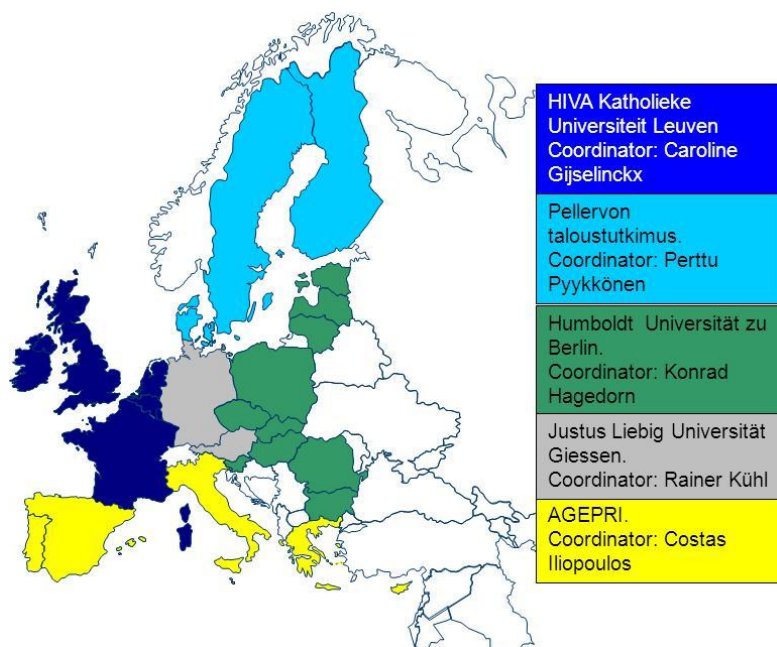 HIVA Katholieke
Universiteit Leuven
Coordinator: Caroline
Gijselinckx
Pellervon
taloustutkimus.
Coordinator: Perttu
Pyykkönen
Humboldt Universität zu
Berlin.
Coordinator: Konrad
Hagedorn
Justus Liebig Universität
Giessen.
Coordinator: Rainer Kühl
AGEPRI.
Coordinator: Costas
Iliopoulos